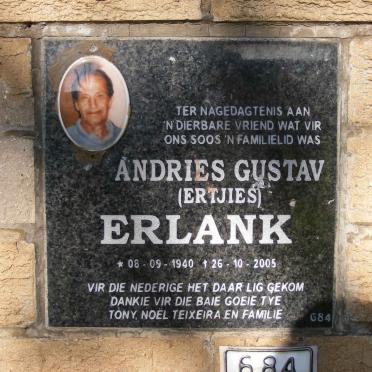 TER NAGEDAGTENIS AAN
'N DIERBARE VRIEND WAT VIR
ONS SOOS 'N FAMILIELID WAS
ANDRIES GUSTAV
(ERTJIES)
ERLANK
* 08-09-1940 † 26-10-2005
VIR DIE NEDERIGE HET DAAR LIG GEKOM
DANKIE VIR DIE BAIE GOEIE TYE
TONY, NOËL TEIXEIRA EN FAMILIE
684
684